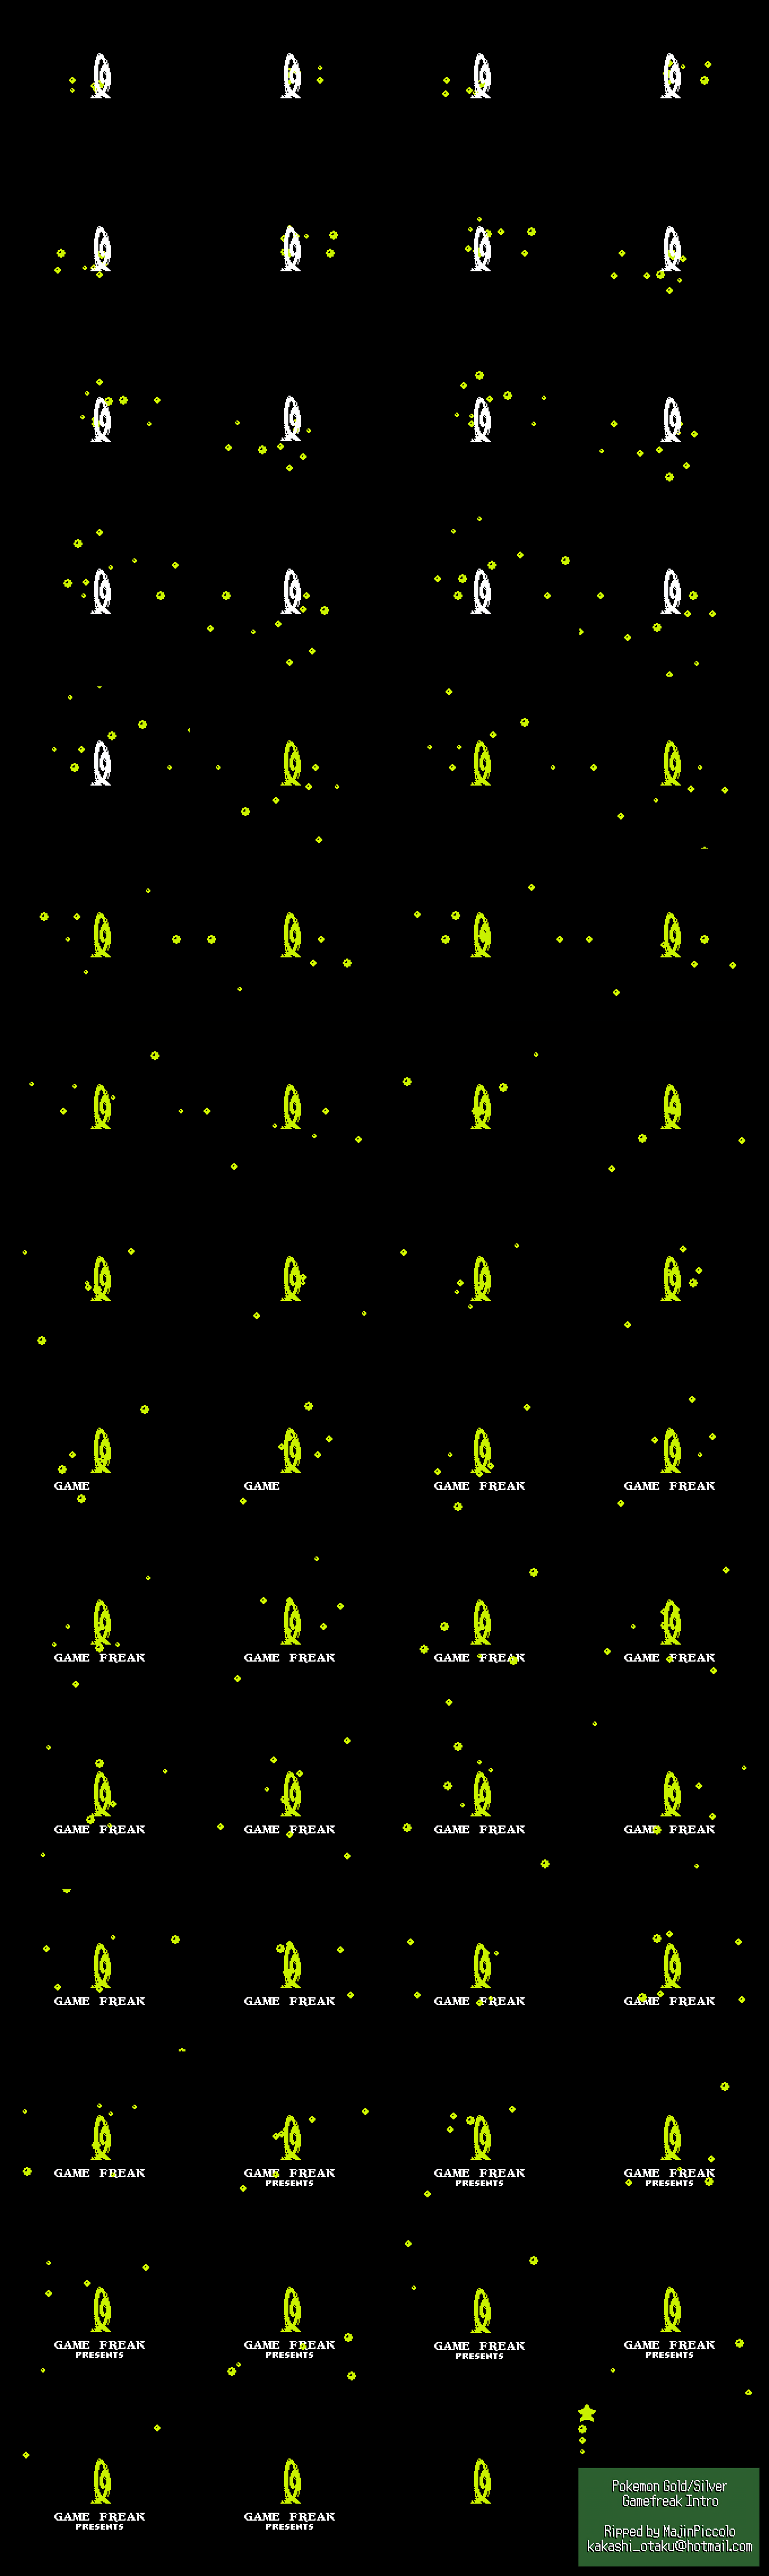 GAME GAME GAME FREAK GAME FREAK
GAME FREAK GAME FREAK GAME FREAK GAME FREAK
GAME FREAK GAME FREAK GAME FREAK GAME FREAK
GAME FREAK GAME FREAK GAME FREAK GAME FREAK
GAME FREAK GAME FREAK GAME FREAK GAME FREAK
PRESENTS PRESENTS PRESENTS
GAME FREAK GAME FREAK GAME FREAK GAME FREAK
PRESENTS PRESENTS PRESENTS PRESENTS
GAME FREAK GAME FREAK
PRESENTS PRESENTS
Pokemon Gold/Silver
Gamefreak Intro
Ripped by MajinPiccolo
kakashi_otaku@hotmail.com